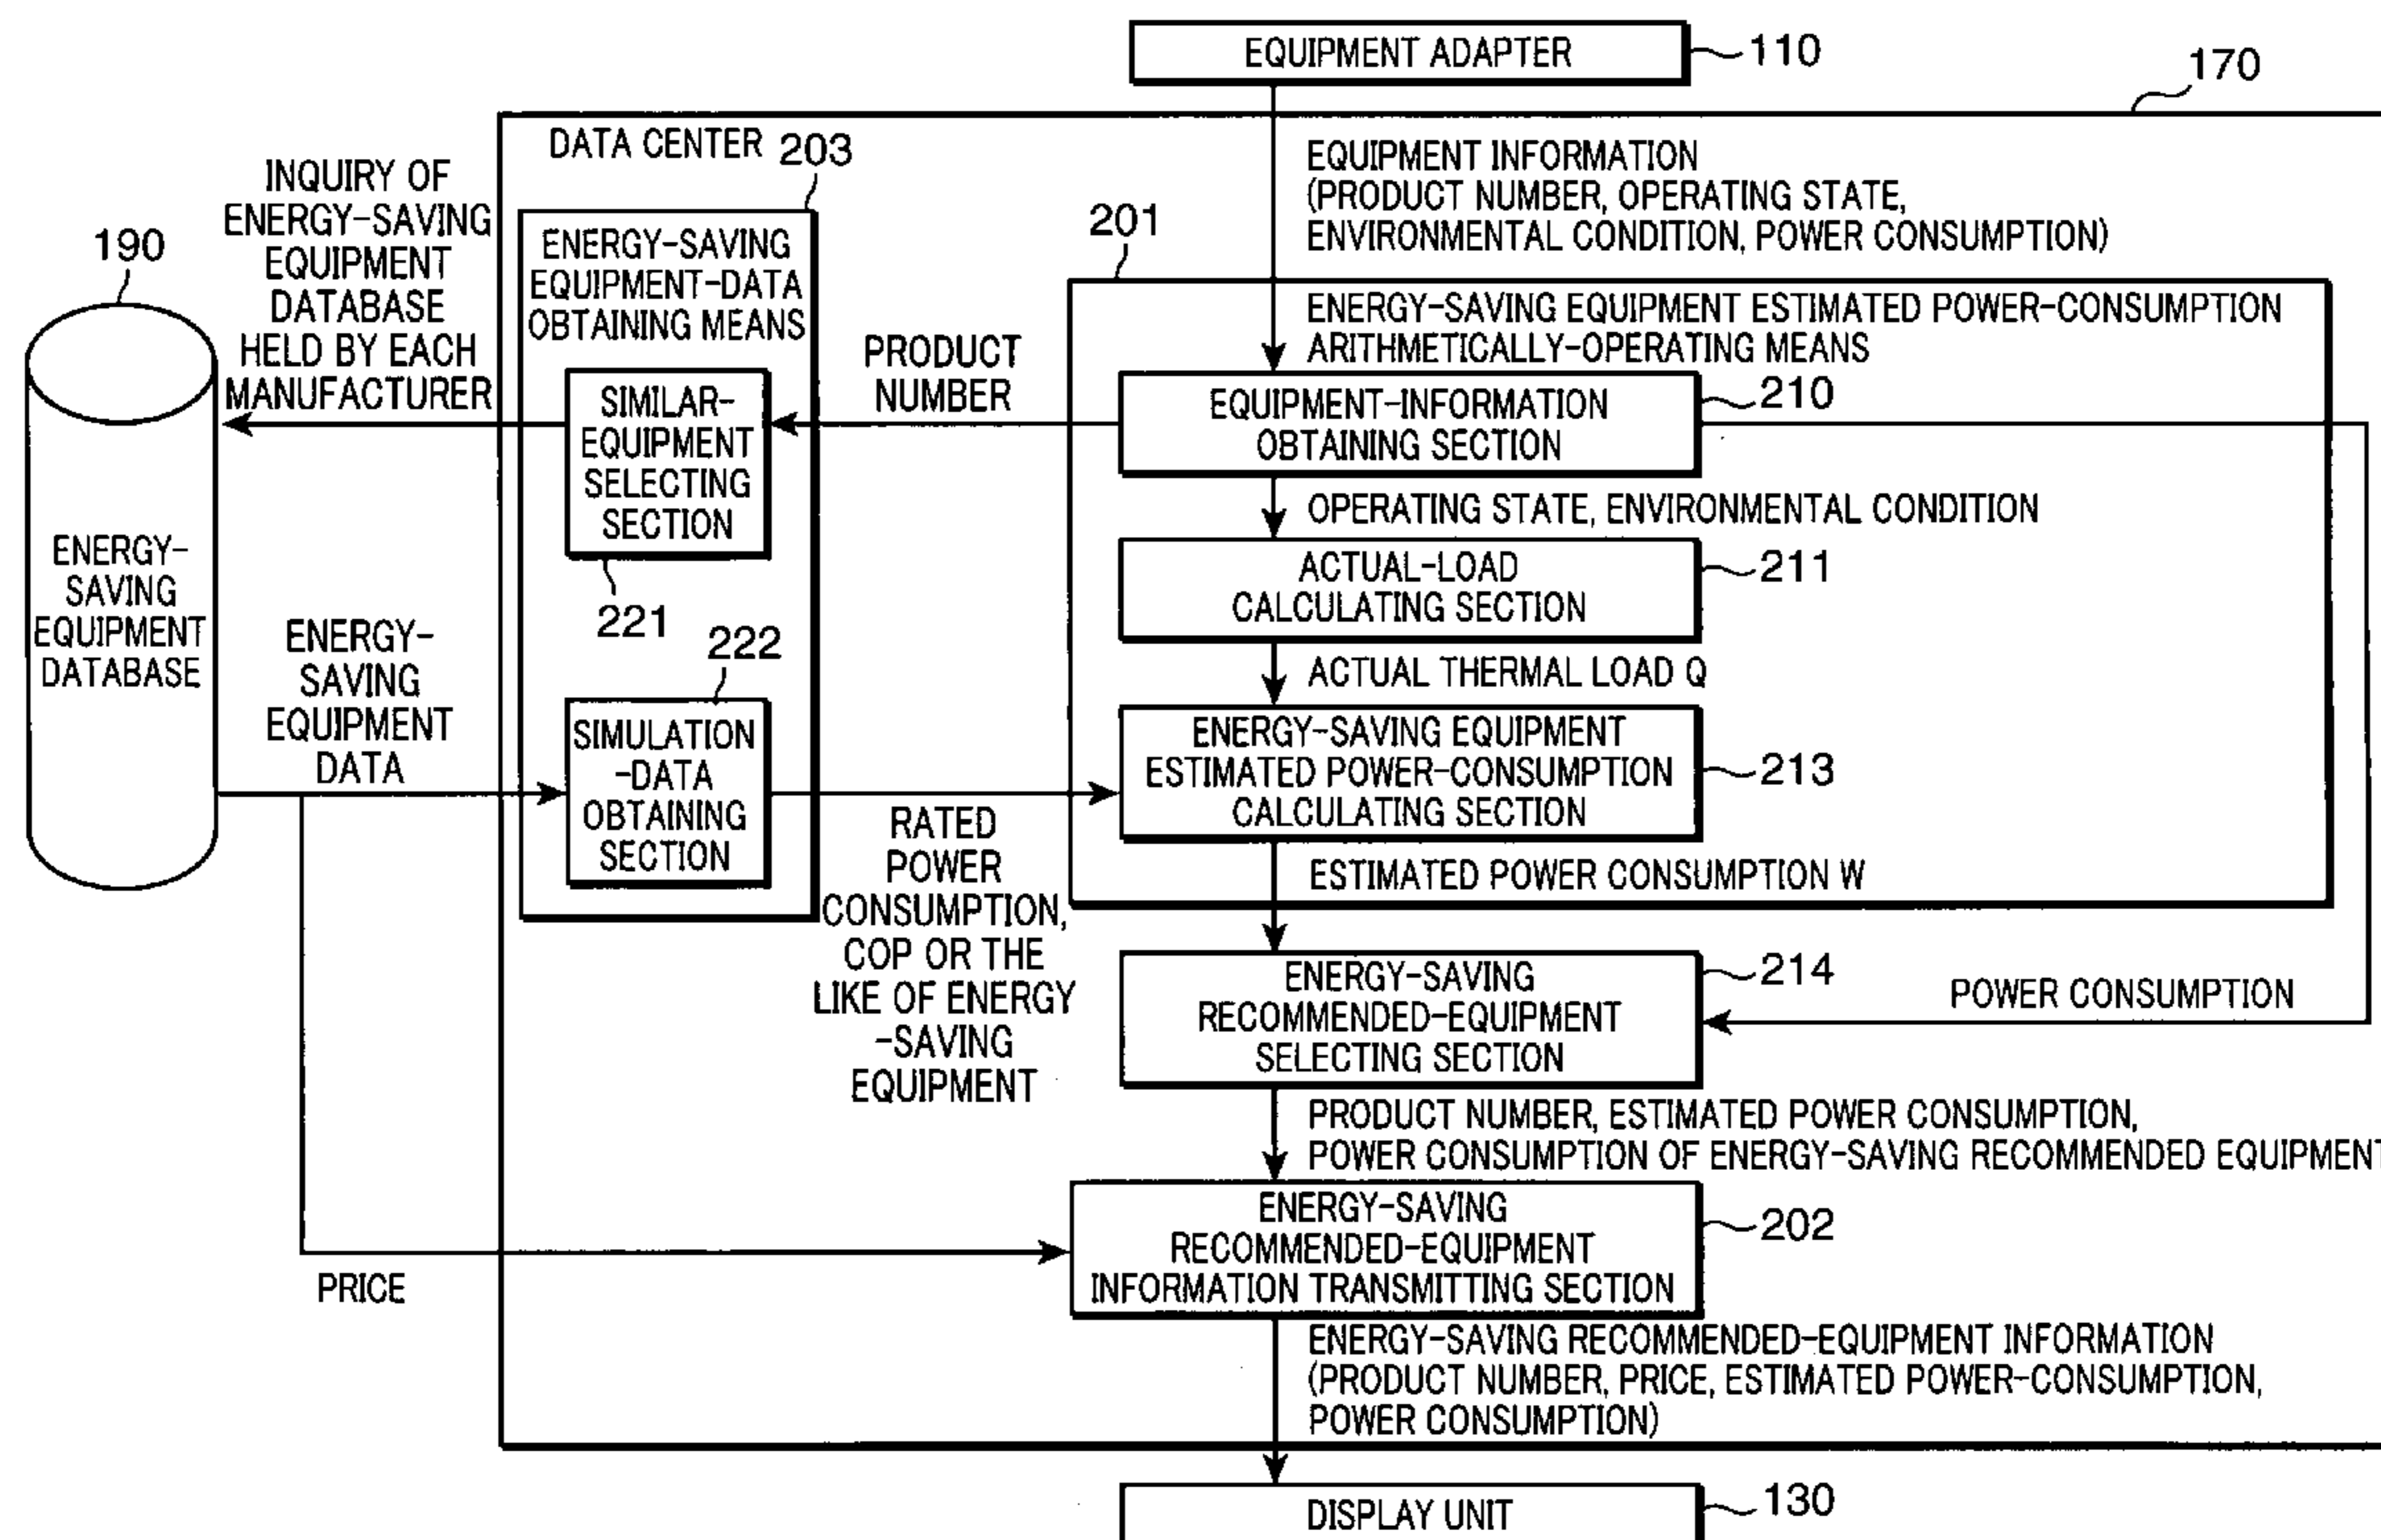 EQUIPMENT ADAPTER
110
170
DATA CENTER
203
EQUIPMENT INFORMATION
(PRODUCT NUMBER, OPERATING STATE,
ENVIRONMENTAL CONDITION, POWER CONSUMPTION)
INQUIRY OF
ENERGY-SAVING
EQUIPMENT
DATABASE
HELD BY EACH
MANUFACTURER
190
ENERGY-SAVING
EQUIPMENT-DATA
OBTAINING MEANS
201
ENERGY-SAVING EQUIPMENT ESTIMATED POWER-CONSUMPTION
ARITHMETICALLY-OPERATING MEANS
PRODUCT
NUMBER
SIMILAR-
EQUIPMENT
SELECTING
SECTION
221
EQUIPMENT-INFORMATION
OBTAINING SECTION
210
OPERATING STATE, ENVIRONMENTAL CONDITION
ACTUAL-LOAD
CALCULATING SECTION
211
ACTUAL THERMAL LOAD Q
ENERGY-
SAVING
EQUIPMENT
DATABASE
ENERGY-
SAVING
EQUIPMENT
DATA
222
SIMULATION
-DATA
OBTAINING
SECTION
ENERGY-SAVING EQUIPMENT
ESTIMATED POWER-CONSUMPTION
CALCULATING SECTION
213
RATED
POWER
CONSUMPTION,
COP OR THE
LIKE OF ENERGY
-SAVING
EQUIPMENT
ESTIMATED POWER CONSUMPTION W
ENERGY-SAVING
RECOMMENDED-EQUIPMENT
SELECTING SECTION
214
POWER CONSUMPTION
PRODUCT NUMBER, ESTIMATED POWER CONSUMPTION,
POWER CONSUMPTION OF ENERGY-SAVING RECOMMENDED EQUIPMENT
ENERGY-SAVING
RECOMMENDED-EQUIPMENT
INFORMATION TRANSMITTING SECTION
202
PRICE
ENERGY-SAVING RECOMMENDED-EQUIPMENT INFORMATION
(PRODUCT NUMBER, PRICE, ESTIMATED POWER-CONSUMPTION,
POWER CONSUMPTION)
DISPLAY UNIT
130